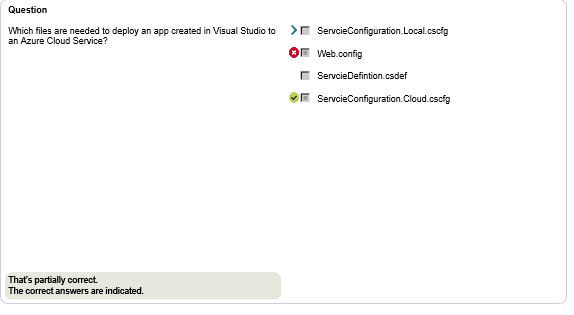 Question
Which files are needed to deploy an app created in Visual Studio to
an Azure Cloud Service?
ServcieConfiguration.Local.cscfg
Web.config
ServcieDefintion.csdef
ServcieConfiguration.Cloud.cscfg
That's partially correct.
The correct answers are indicated.